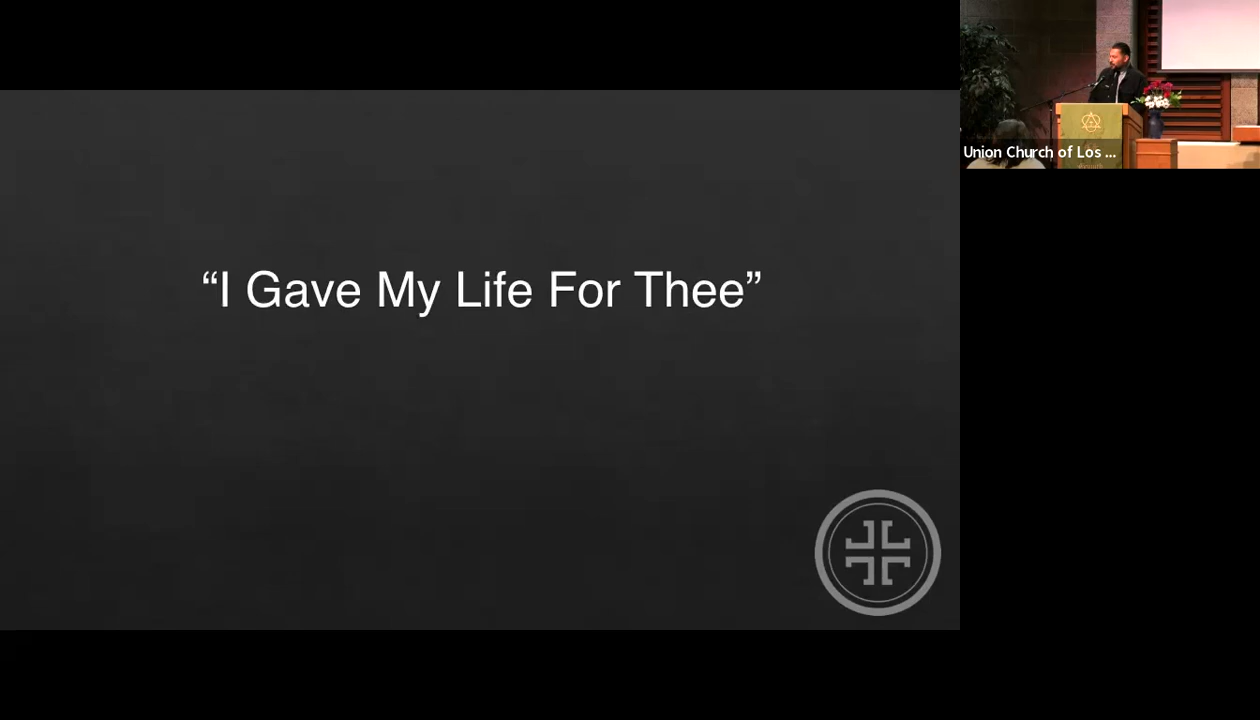 “I Gave My Life For Thee”
Union Church of Los ...